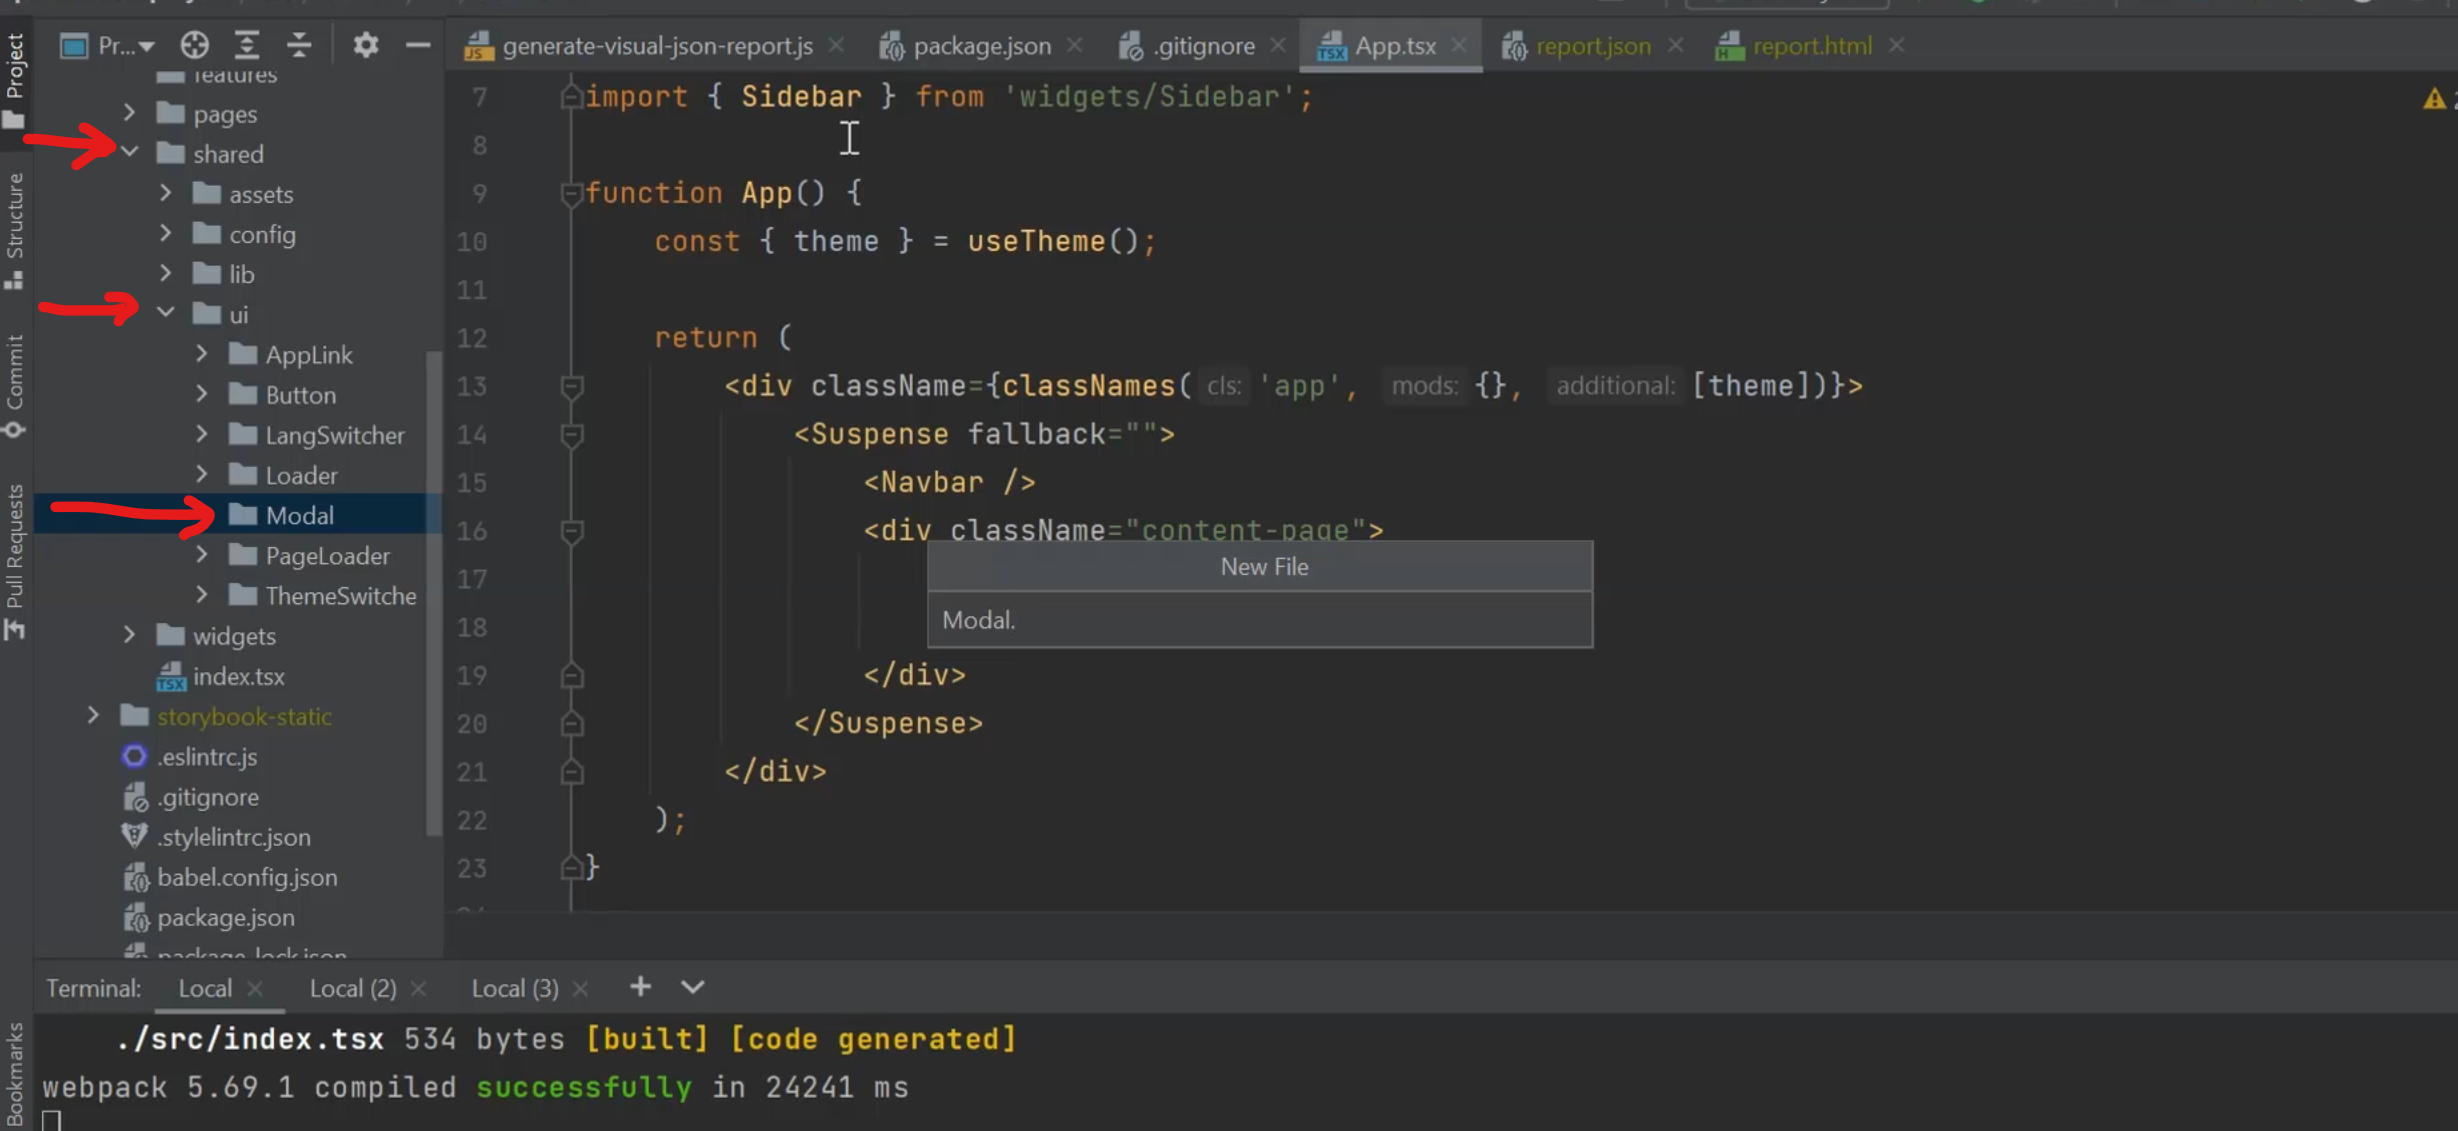 Project
Structure
Commit
Pull Requests
Bookmarks
Pr...
features
pages
shared
assets
config
lib
ui
AppLink
Button
LangSwitcher
Loader
Modal
PageLoader
ThemeSwitche
widgets
index.tsx
storybook-static
.eslintrc.js
.gitignore
.stylelintrc.json
babel.config.json
package.json
package-lock.json
generate-visual-json-report.js
package.json
.gitignore
App.tsx
report.json
report.html
7 import { Sidebar } from 'widgets/Sidebar';
8
9 function App() {
10 const { theme } = useTheme();
11
12 return (
13 <div className={classNames( cls: 'app', mods: {}, additional: [theme])}>
14 <Suspense fallback="">
15 <Navbar />
16 <div className="content-page">
17
18
19 </div>
20 </Suspense>
21 </div>
22 );
23 }
New File
Modal.
Terminal: Local Local (2) Local (3)
./src/index.tsx 534 bytes [built] [code generated]
webpack 5.69.1 compiled successfully in 24241 ms